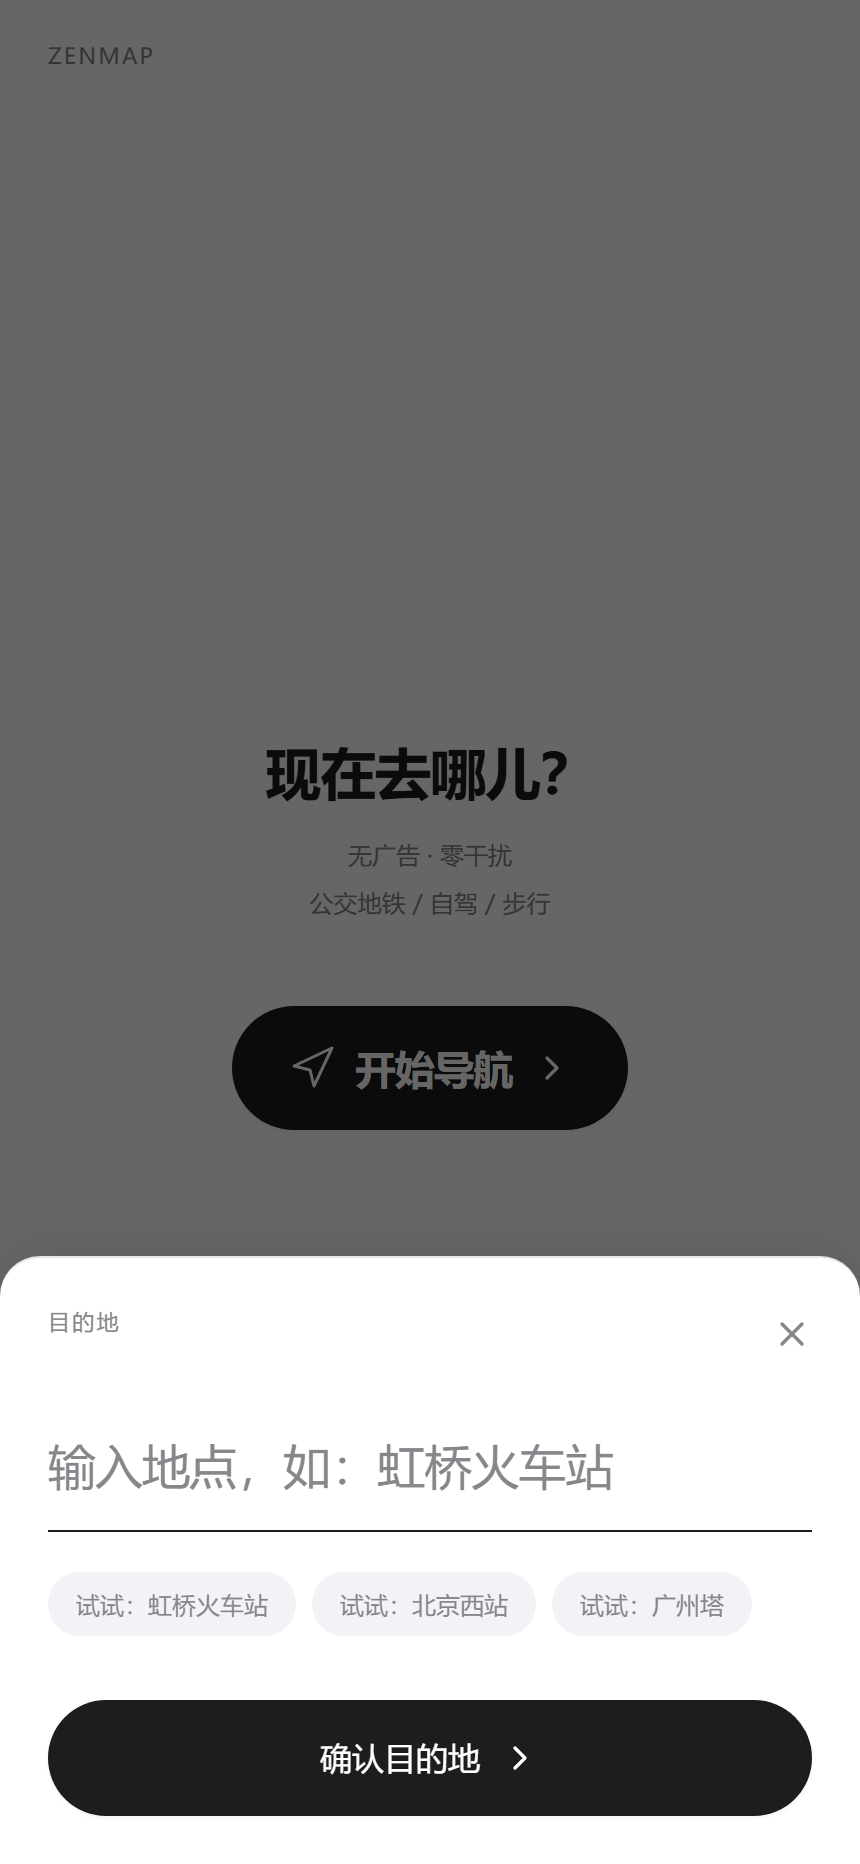 ZENMAP
现在去哪儿？
无广告 · 零干扰
公交地铁 / 自驾 / 步行
开始导航
目的地
输入地点，如：虹桥火车站
试试：虹桥火车站 试试：北京西站 试试：广州塔
确认目的地